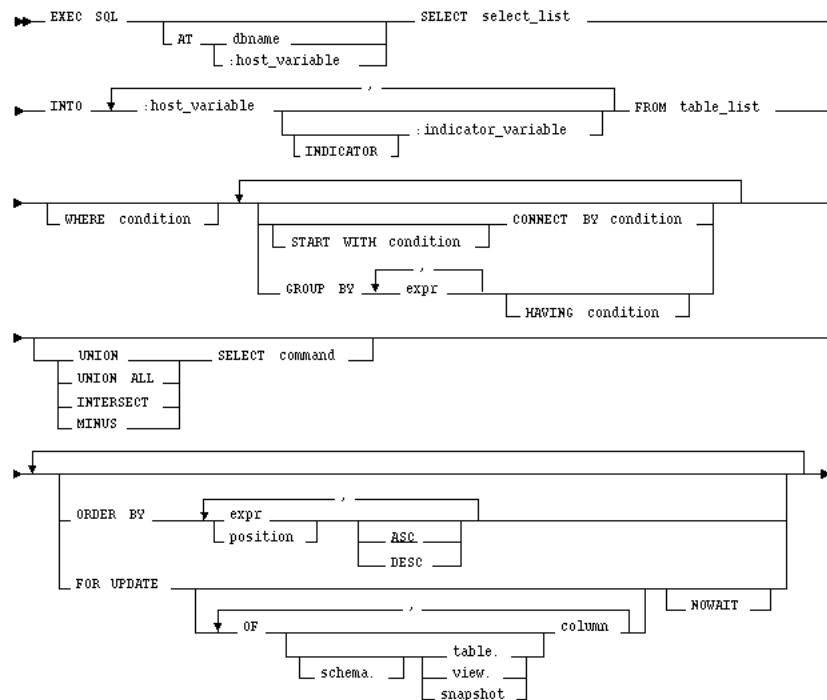 EXEC SQL SELECT select_list
AT dbname
:host_variable
,
INTO :host_variable FROM table_list
:indicator_variable
INDICATOR
WHERE condition
CONNECT BY condition
START WITH condition
,
GROUP BY expr
HAVING condition
UNION SELECT command
UNION ALL
INTERSECT
MINUS
,
ORDER BY expr
position ASC
DESC
FOR UPDATE
, NOWAIT
OF column
table.
schema. view.
snapshot